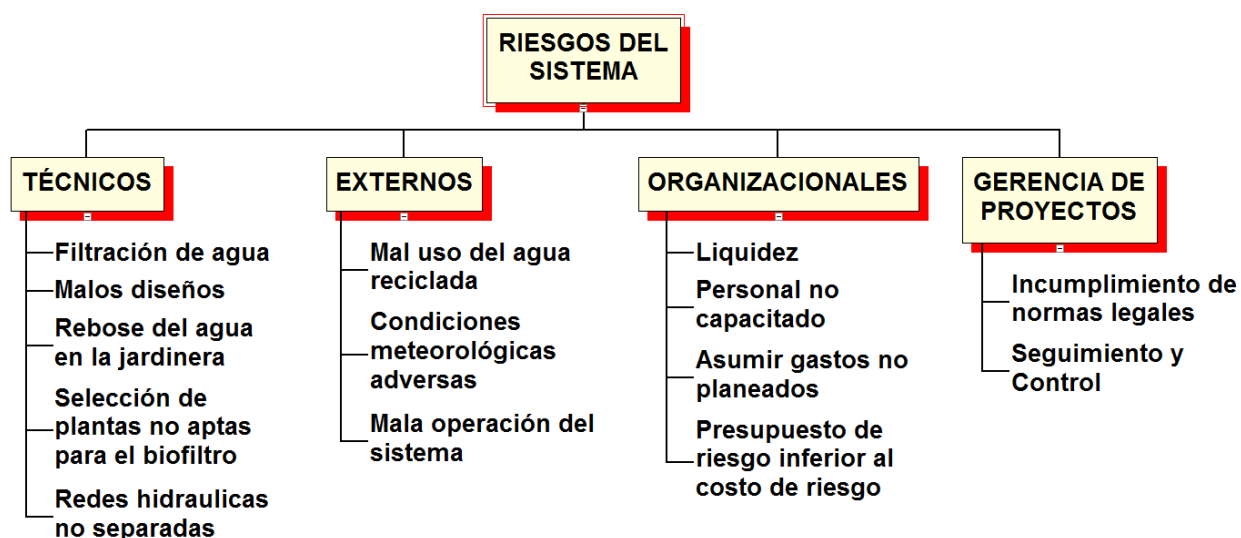 RIESGOS DEL
SISTEMA
TÉCNICOS
Filtración de agua
Malos diseños
Rebose del agua
en la jardinera
Selección de
plantas no aptas
para el biofiltro
Redes hidraulicas
no separadas
EXTERNOS
Mal uso del agua
reciclada
Condiciones
meteorológicas
adversas
Mala operación del
sistema
ORGANIZACIONALES
Liquidez
Personal no
capacitado
Asumir gastos no
planeados
Presupuesto de
riesgo inferior al
costo de riesgo
GERENCIA DE
PROYECTOS
Incumplimiento de
normas legales
Seguimiento y
Control